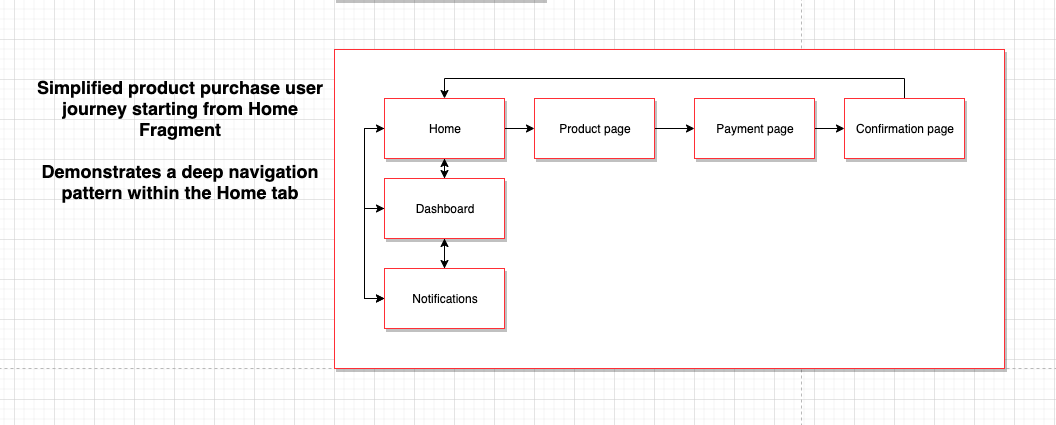 Simplified product purchase user
journey starting from Home
Fragment
Demonstrates a deep navigation
pattern within the Home tab
Home
Product page
Payment page
Confirmation page
Dashboard
Notifications